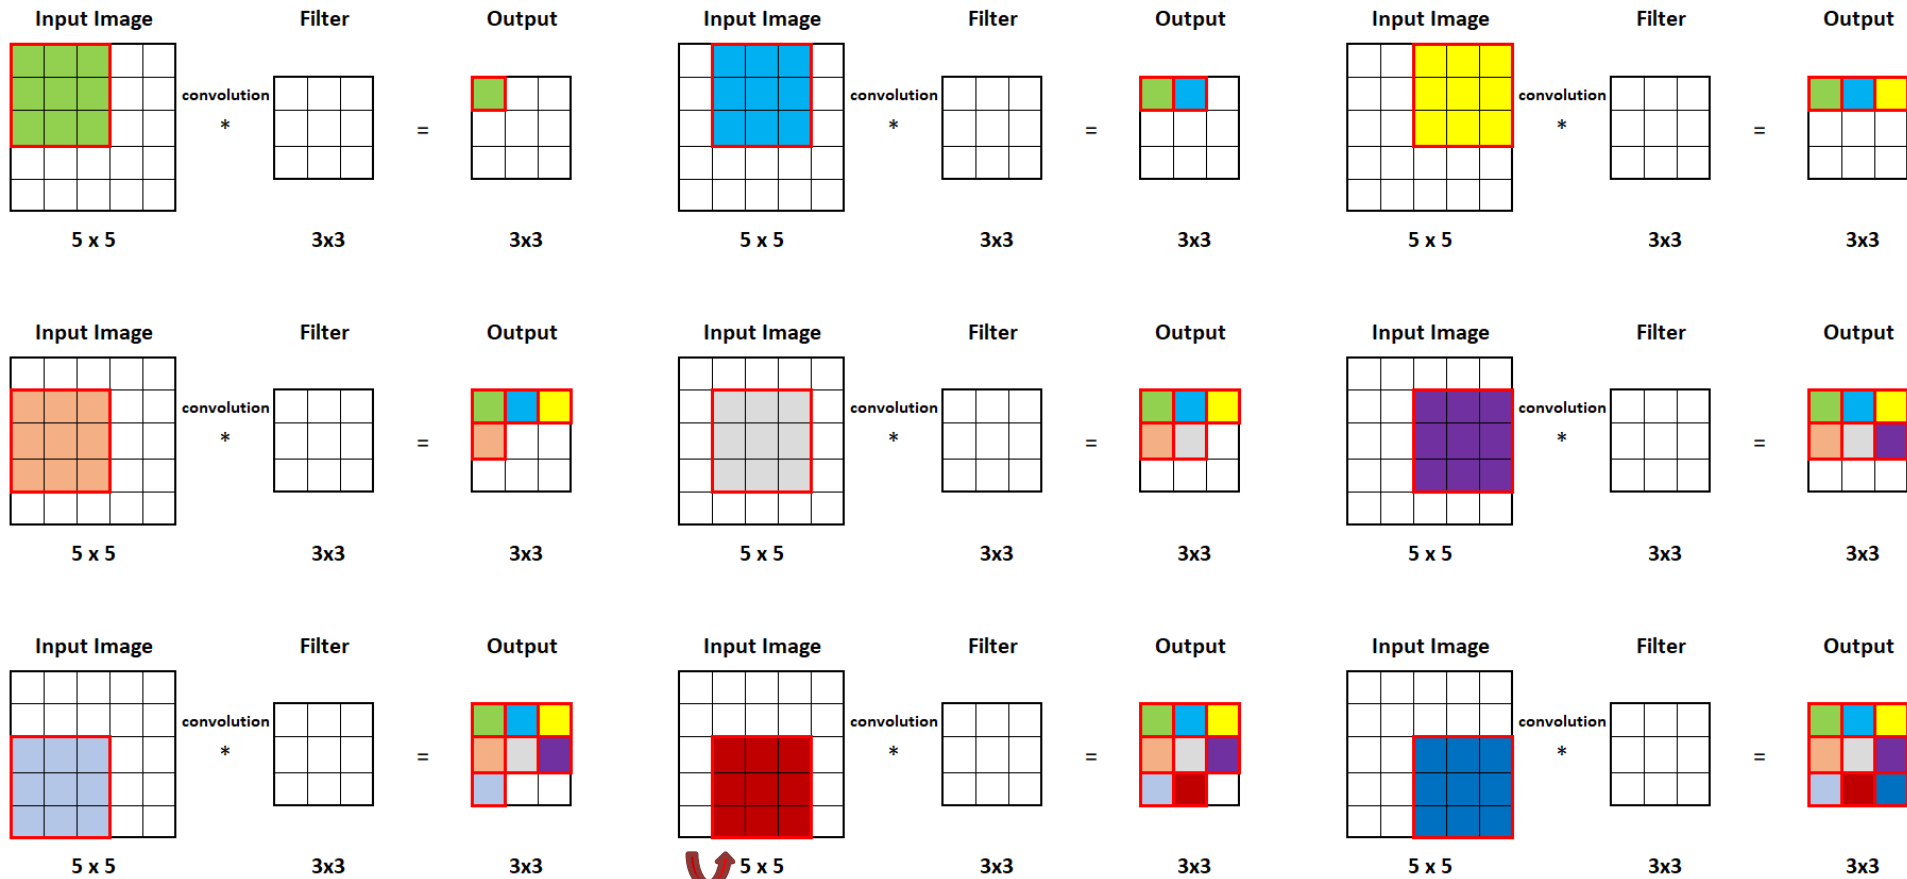 Input Image Filter Output Input Image Filter Output Input Image Filter Output
convolution convolution convolution
* = * = * =
5 x 5 3x3 3x3 5 x 5 3x3 3x3 5 x 5 3x3 3x3
Input Image Filter Output Input Image Filter Output Input Image Filter Output
convolution convolution convolution
* = * = * =
5 x 5 3x3 3x3 5 x 5 3x3 3x3 5 x 5 3x3 3x3
Input Image Filter Output Input Image Filter Output Input Image Filter Output
convolution convolution convolution
* = * = * =
5 x 5 3x3 3x3 5 x 5 3x3 3x3 5 x 5 3x3 3x3